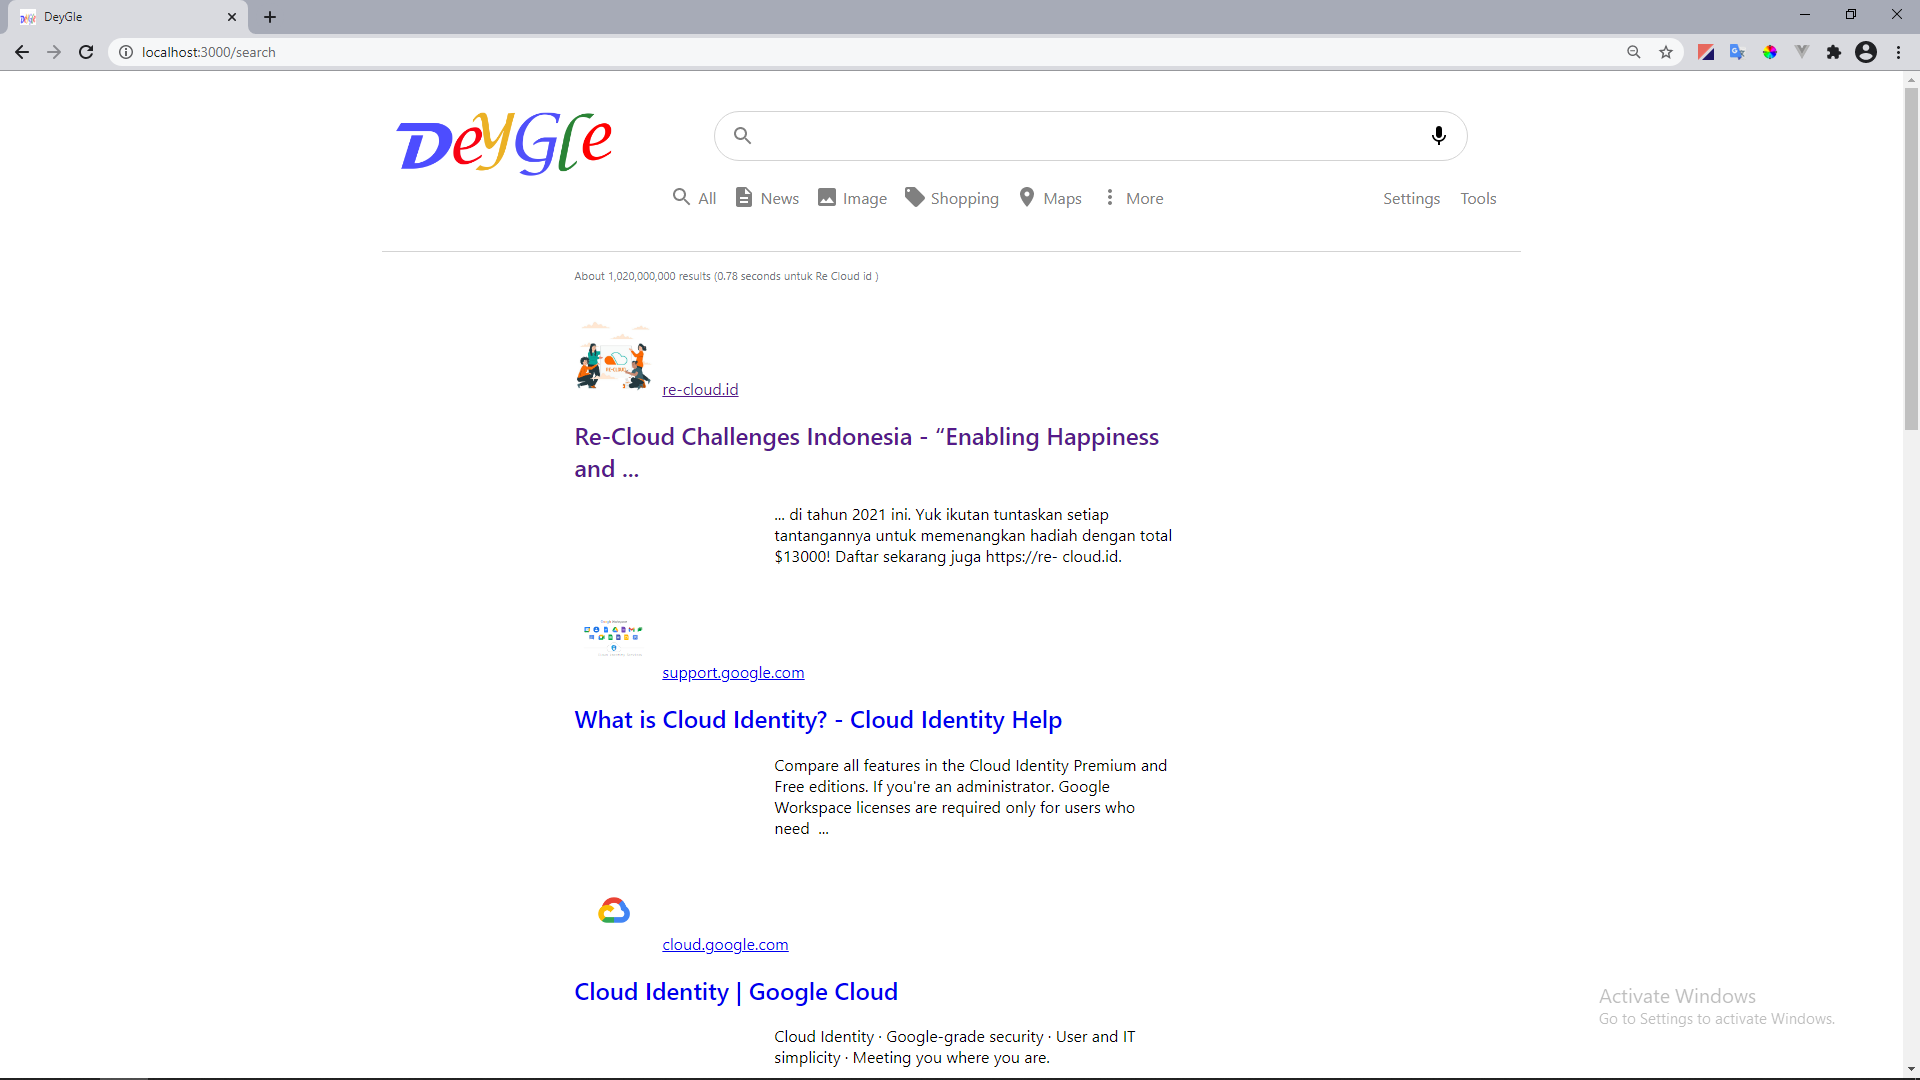 DeyGle
localhost:3000/search
DeyGle
All News Image Shopping Maps More Settings Tools
About 1,020,000,000 results (0.78 seconds untuk Re Cloud id )
RE-CLOUD
re-cloud.id
Re-Cloud Challenges Indonesia - “Enabling Happiness
and ...
... di tahun 2021 ini. Yuk ikutan tuntaskan setiap
tantangannya untuk memenangkan hadiah dengan total
$13000! Daftar sekarang juga https://re- cloud.id.
support.google.com
What is Cloud Identity? - Cloud Identity Help
Compare all features in the Cloud Identity Premium and
Free editions. If you're an administrator. Google
Workspace licenses are required only for users who
need ...
cloud.google.com
Cloud Identity | Google Cloud
Cloud Identity · Google-grade security · User and IT
simplicity · Meeting you where you are.
Activate Windows
Go to Settings to activate Windows.